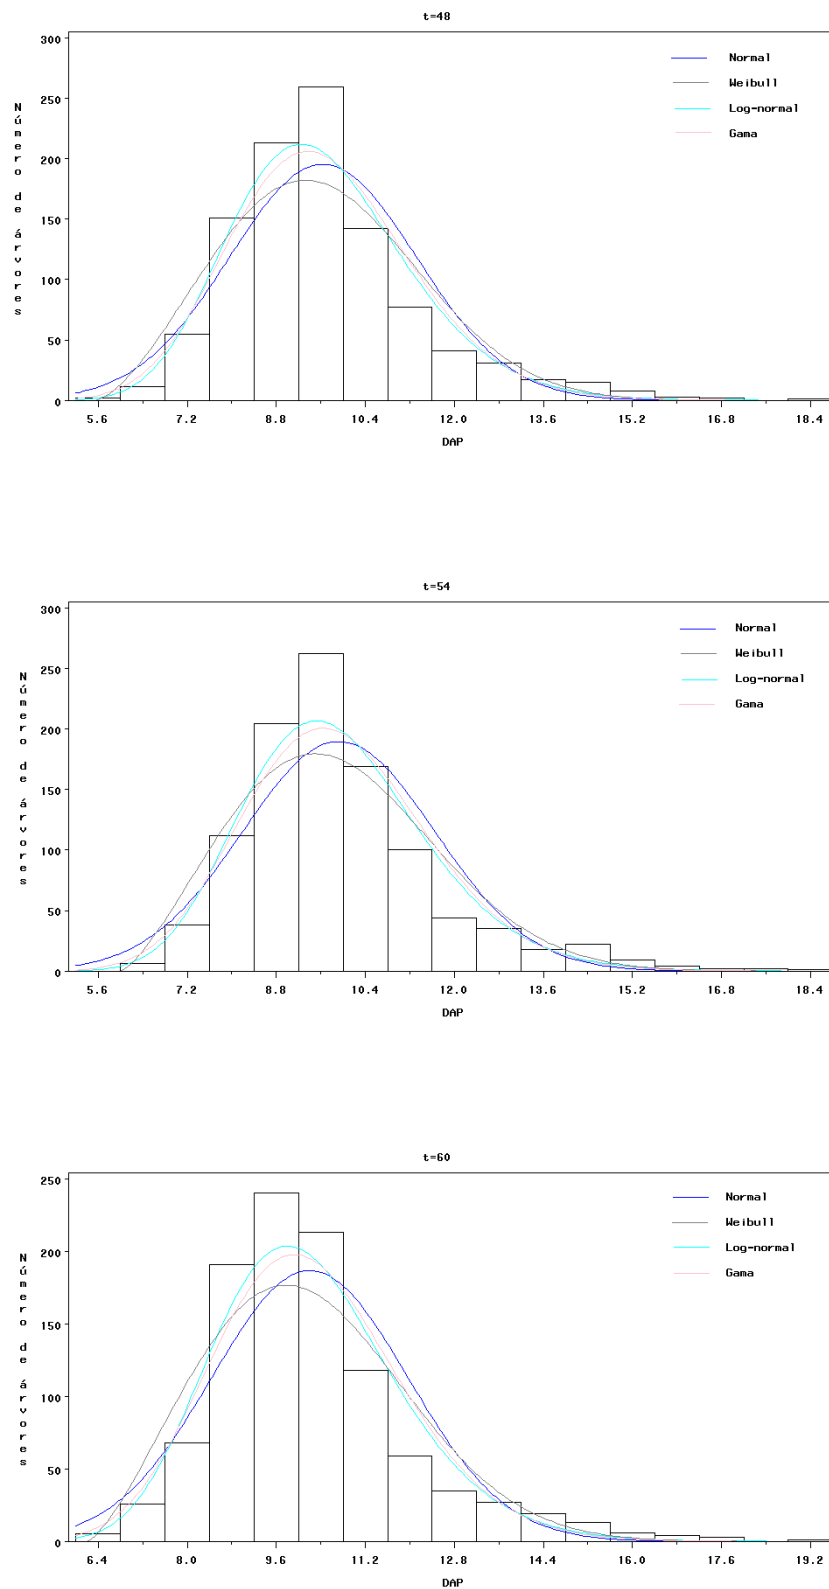 t=48
300
250
200
150
100
50
0
Número de árvores
Normal
Weibull
Log-normal
Gama
5.6 7.2 8.8 10.4 12.0 13.6 15.2 16.8 18.4
DAP
t=54
300
250
200
150
100
50
0
Número de árvores
Normal
Weibull
Log-normal
Gama
5.6 7.2 8.8 10.4 12.0 13.6 15.2 16.8 18.4
DAP
t=60
250
200
150
100
50
0
Número de árvores
Normal
Weibull
Log-normal
Gama
6.4 8.0 9.6 11.2 12.8 14.4 16.0 17.6 19.2
DAP